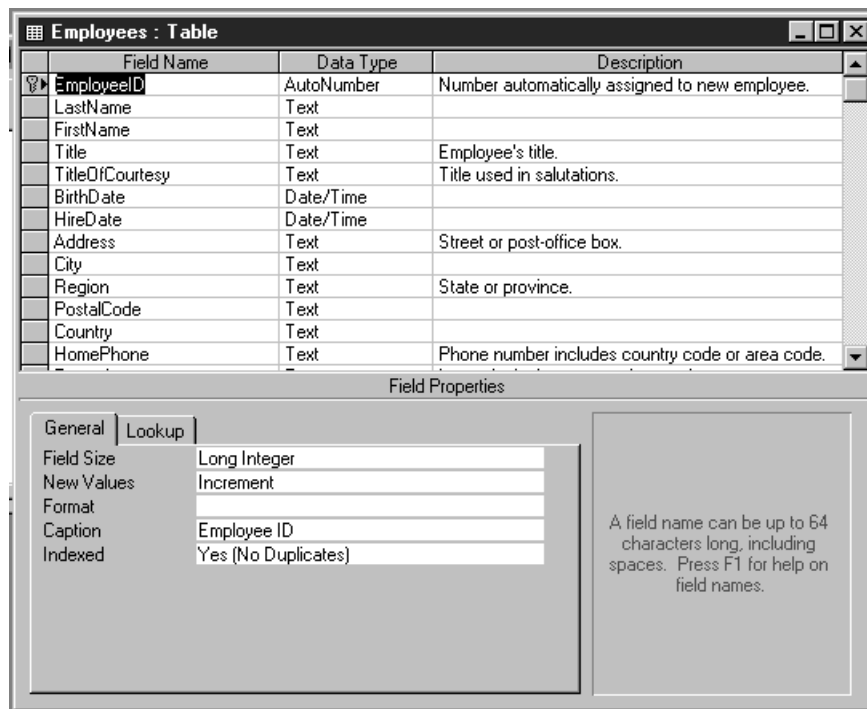 Employees : Table
Field Name Data Type Description
EmployeeID AutoNumber Number automatically assigned to new employee.
LastName Text
FirstName Text
Title Text Employee's title.
TitleOfCourtesy Text Title used in salutations.
BirthDate Date/Time
HireDate Date/Time
Address Text Street or post-office box.
City Text
Region Text State or province.
PostalCode Text
Country Text
HomePhone Text Phone number includes country code or area code.
Field Properties
General Lookup
Field Size Long Integer
New Values Increment
Format
Caption Employee ID
Indexed Yes (No Duplicates)
A field name can be up to 64
characters long, including
spaces. Press F1 for help on
field names.